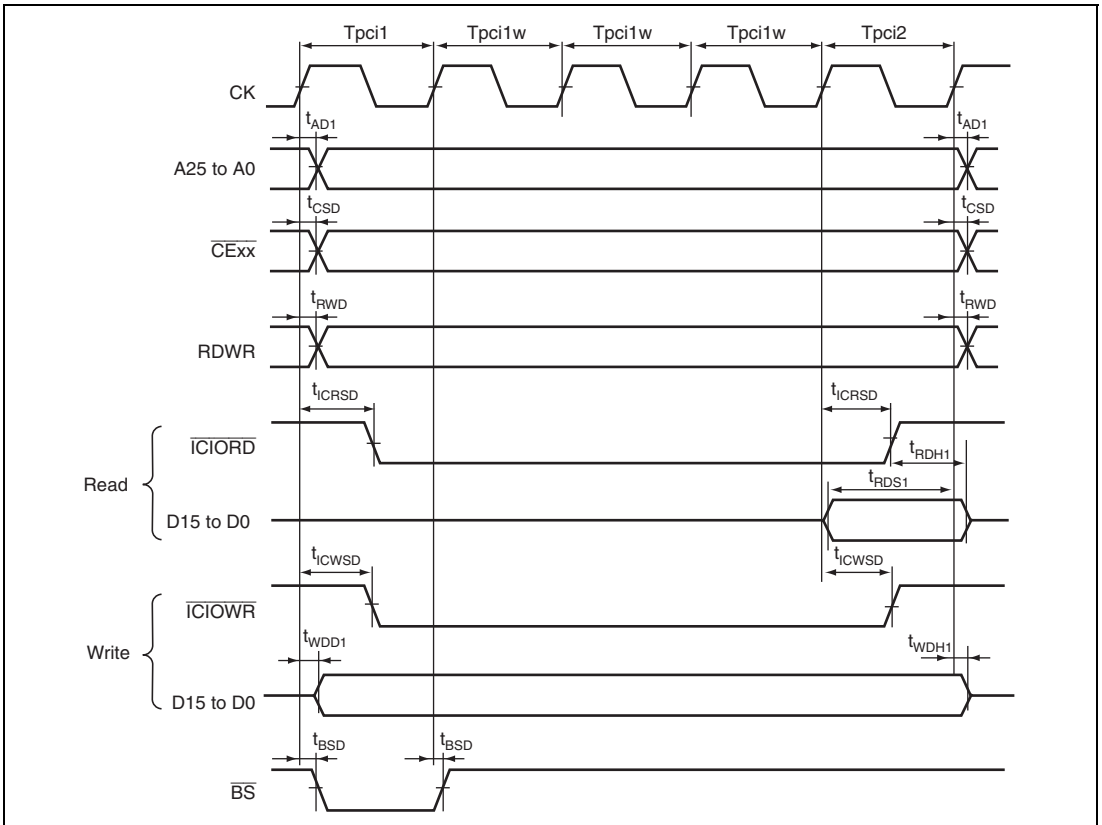 Tpci1 Tpci1w Tpci1w Tpci1w Tpci2
CK
tAD1 tAD1
A25 to A0
tCSD tCSD
CExx
tRWD tRWD
RDWR
tICRSD tICRSD
ICIORD
tRDH1
Read
tRDS1
D15 to D0
tICWSD tICWSD
ICIOWR
tWDD1 tWDH1
Write
D15 to D0
tBSD tBSD
BS